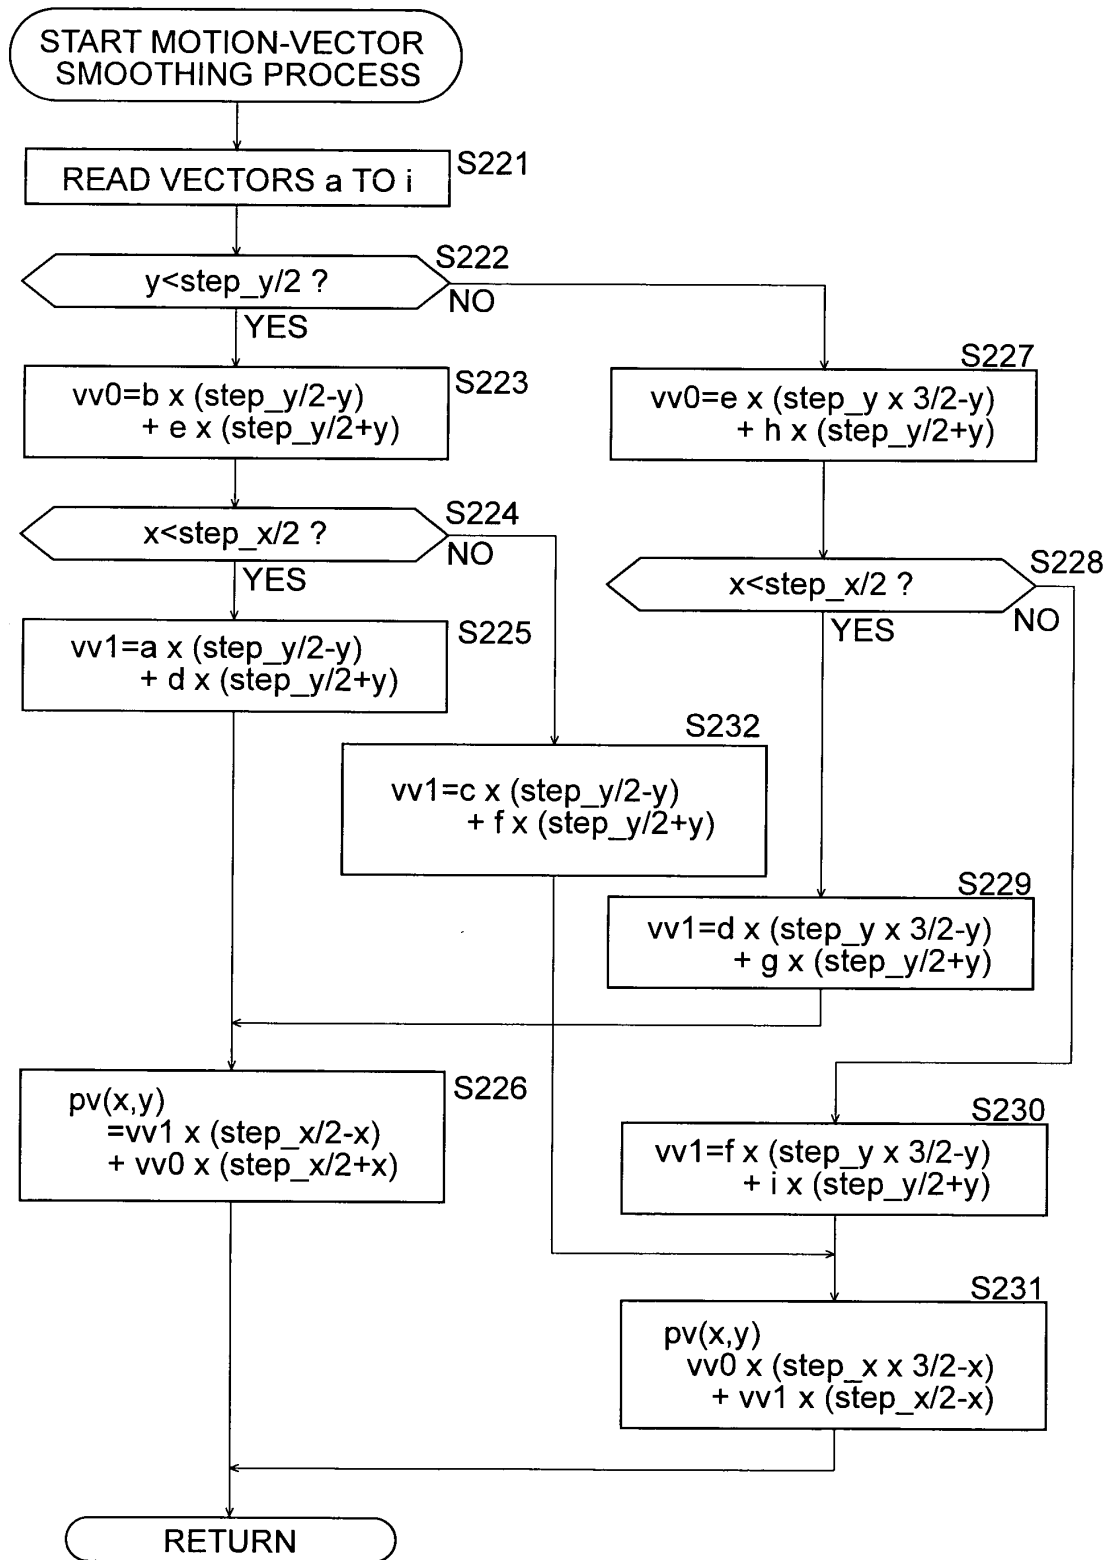 START MOTION-VECTOR
SMOOTHING PROCESS
S221
READ VECTORS a TO i
S222
y<step_y/2 ?
NO
YES
S223
vv0=b x (step_y/2-y)
+ e x (step_y/2+y)
S227
vv0=e x (step_y x 3/2-y)
+ h x (step_y/2+y)
S224
x<step_x/2 ?
NO
YES
S228
x<step_x/2 ?
YES
NO
S225
vv1=a x (step_y/2-y)
+ d x (step_y/2+y)
S232
vv1=c x (step_y/2-y)
+ f x (step_y/2+y)
S229
vv1=d x (step_y x 3/2-y)
+ g x (step_y/2+y)
S226
pv(x,y)
=vv1 x (step_x/2-x)
+ vv0 x (step_x/2+x)
S230
vv1=f x (step_y x 3/2-y)
+ i x (step_y/2+y)
S231
pv(x,y)
vv0 x (step_x x 3/2-x)
+ vv1 x (step_x/2-x)
RETURN